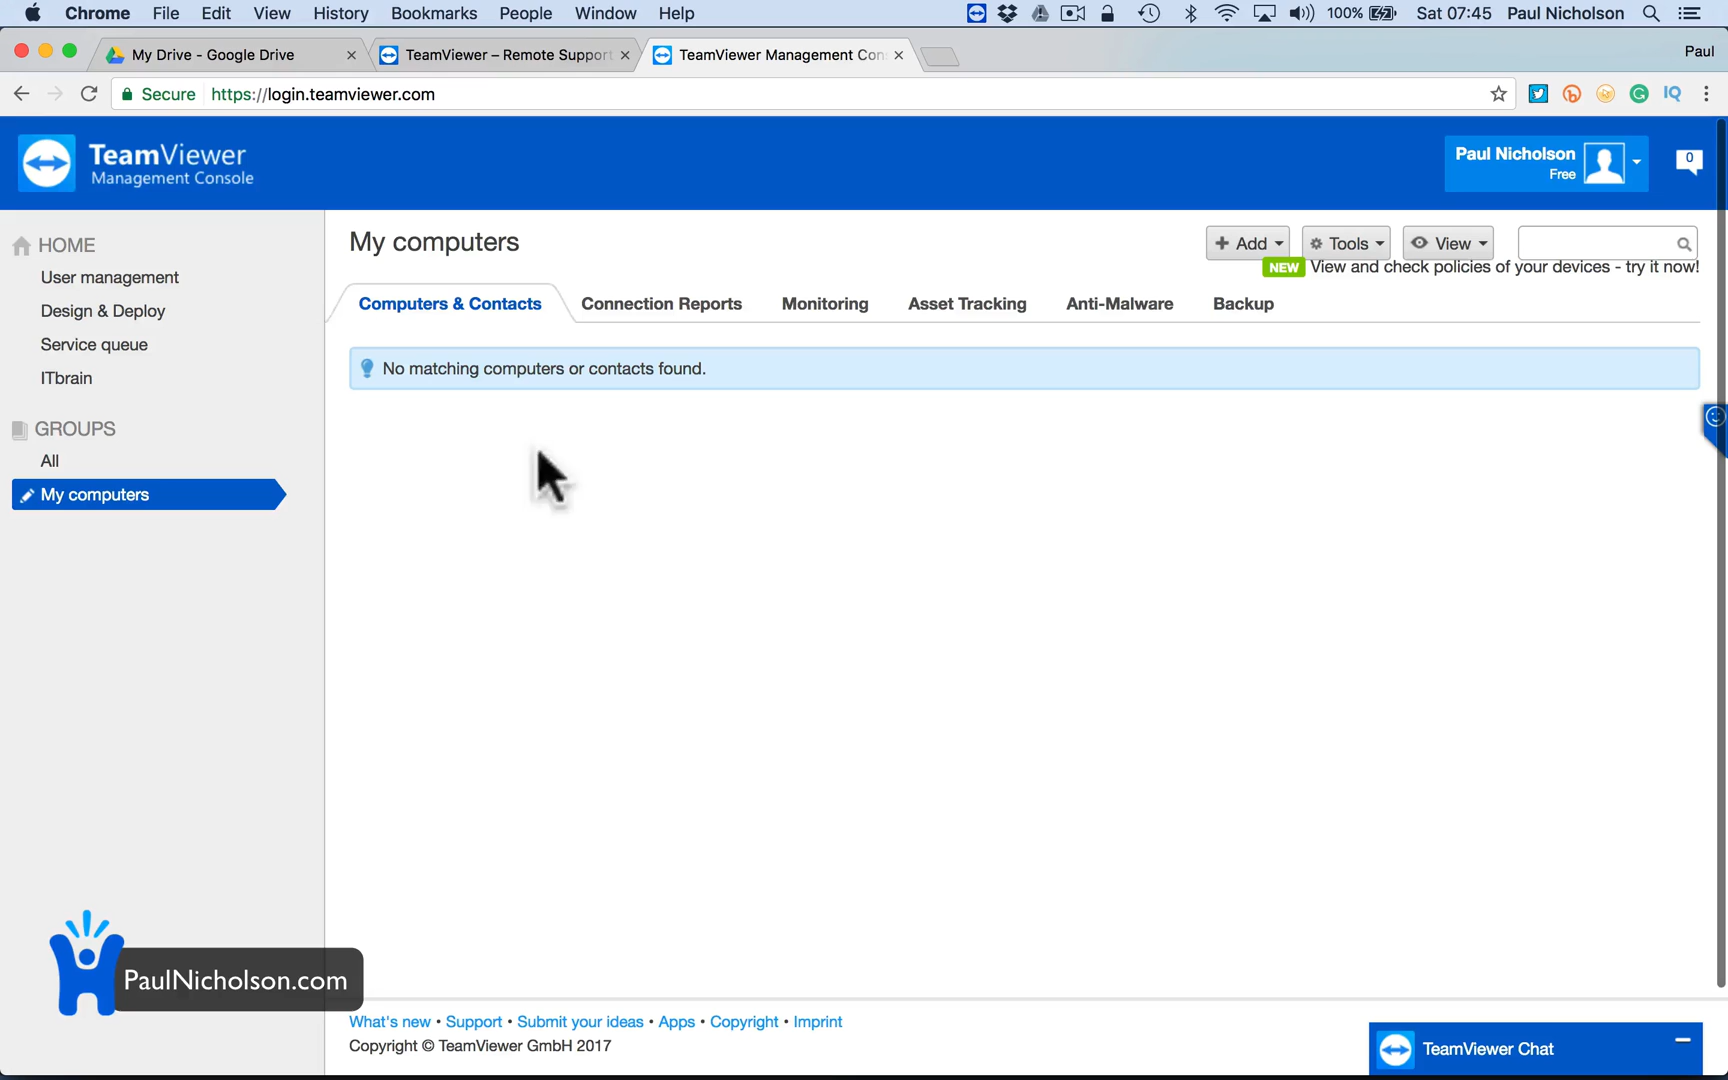 Chrome File Edit View History Bookmarks People Window Help 100% Sat 07:45 Paul Nicholson
My Drive - Google Drive TeamViewer – Remote Support TeamViewer Management Con Paul
Secure https://login.teamviewer.com IQ
TeamViewer
Management Console
Paul Nicholson
Free
0
HOME
User management
Design & Deploy
Service queue
ITbrain
GROUPS
All
My computers
My computers
Add Tools View
NEW View and check policies of your devices - try it now!
Computers & Contacts Connection Reports Monitoring Asset Tracking Anti-Malware Backup
No matching computers or contacts found.
PaulNicholson.com
What's new • Support • Submit your ideas • Apps • Copyright • Imprint
Copyright © TeamViewer GmbH 2017
TeamViewer Chat